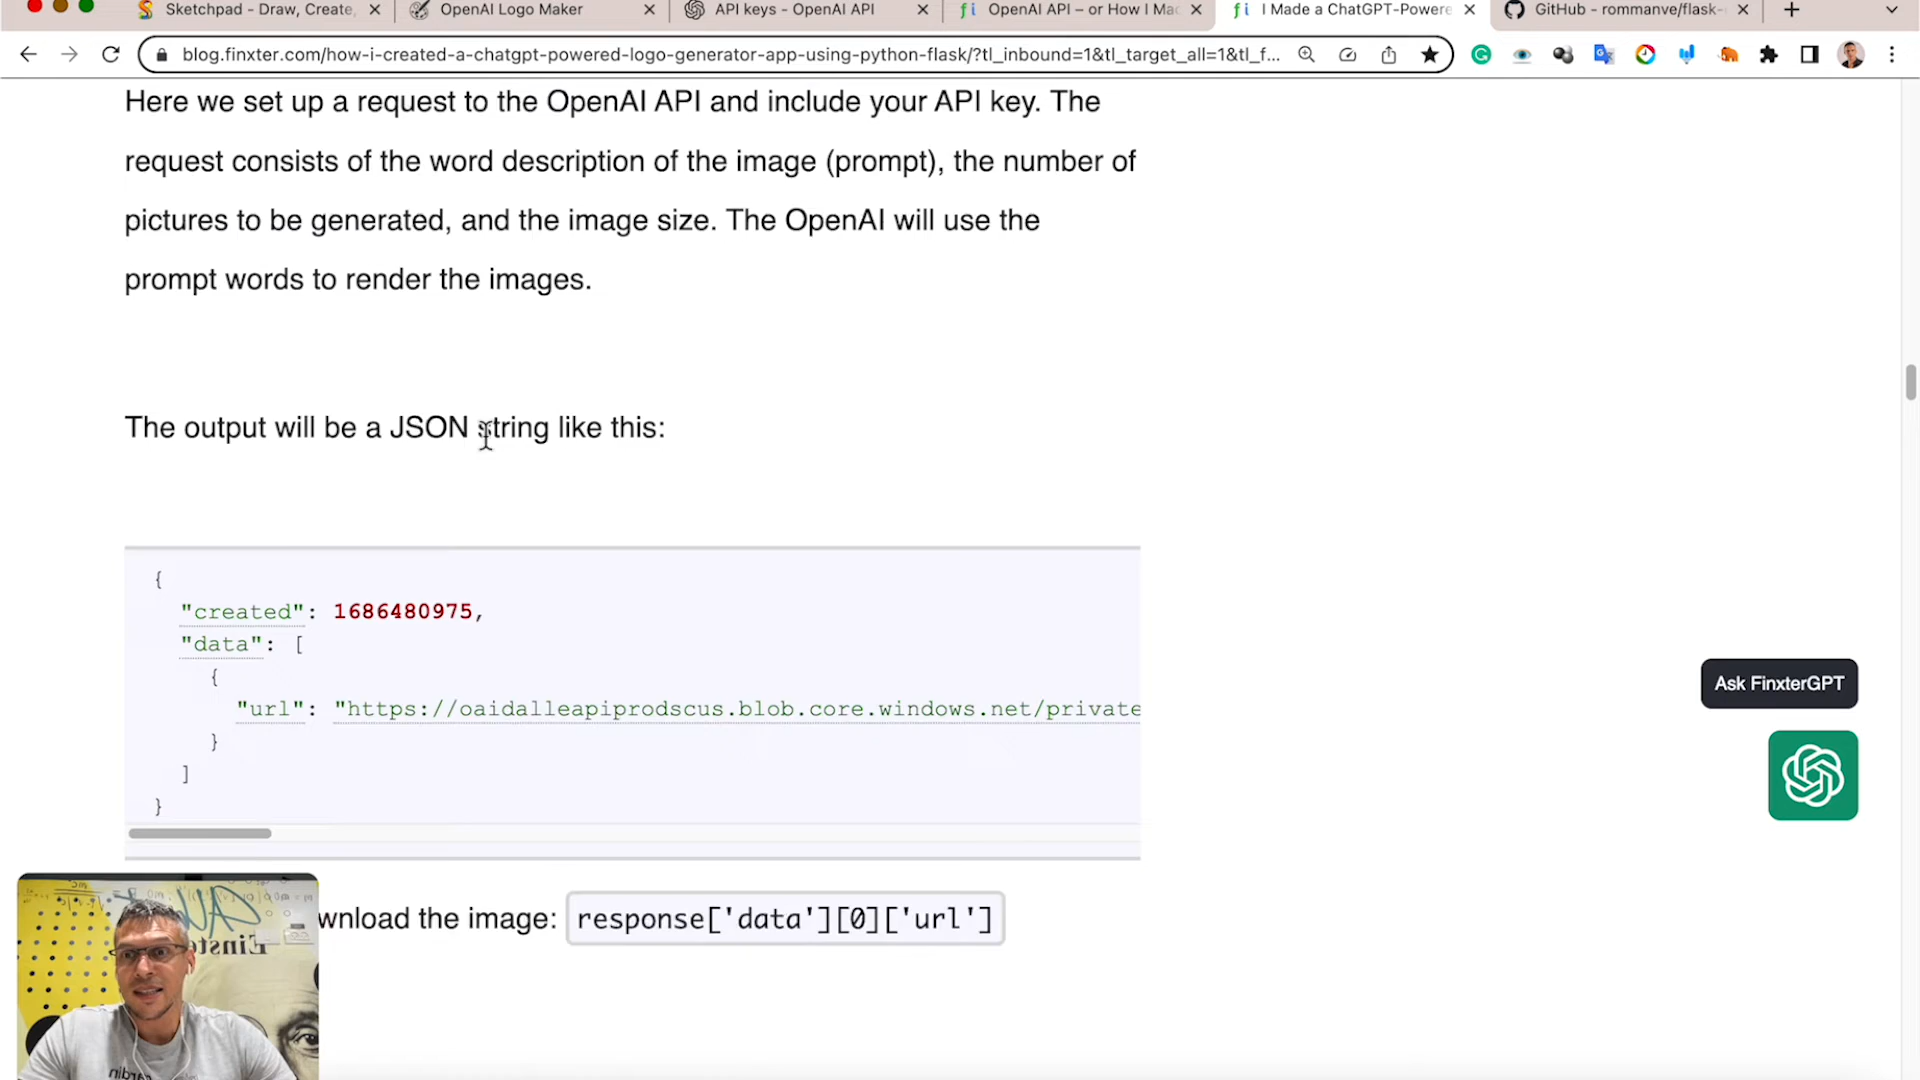 Sketchpad - Draw, Create,
OpenAI Logo Maker
API keys - OpenAI API
OpenAI API – or How I Ma
I Made a ChatGPT-Powere
GitHub - rommanve/flask-
blog.finxter.com/how-i-created-a-chatgpt-powered-logo-generator-app-using-python-flask/?tl_inbound=1&tl_target_all=1&tl_f...
Here we set up a request to the OpenAI API and include your API key. The
request consists of the word description of the image (prompt), the number of
pictures to be generated, and the image size. The OpenAI will use the
prompt words to render the images.
The output will be a JSON string like this:
{
"created": 1686480975,
"data": [
{
"url": "https://oaidalleapiprodscus.blob.core.windows.net/private
}
]
}
Ask FinxterGPT
wnload the image: response['data'][0]['url']
Einste